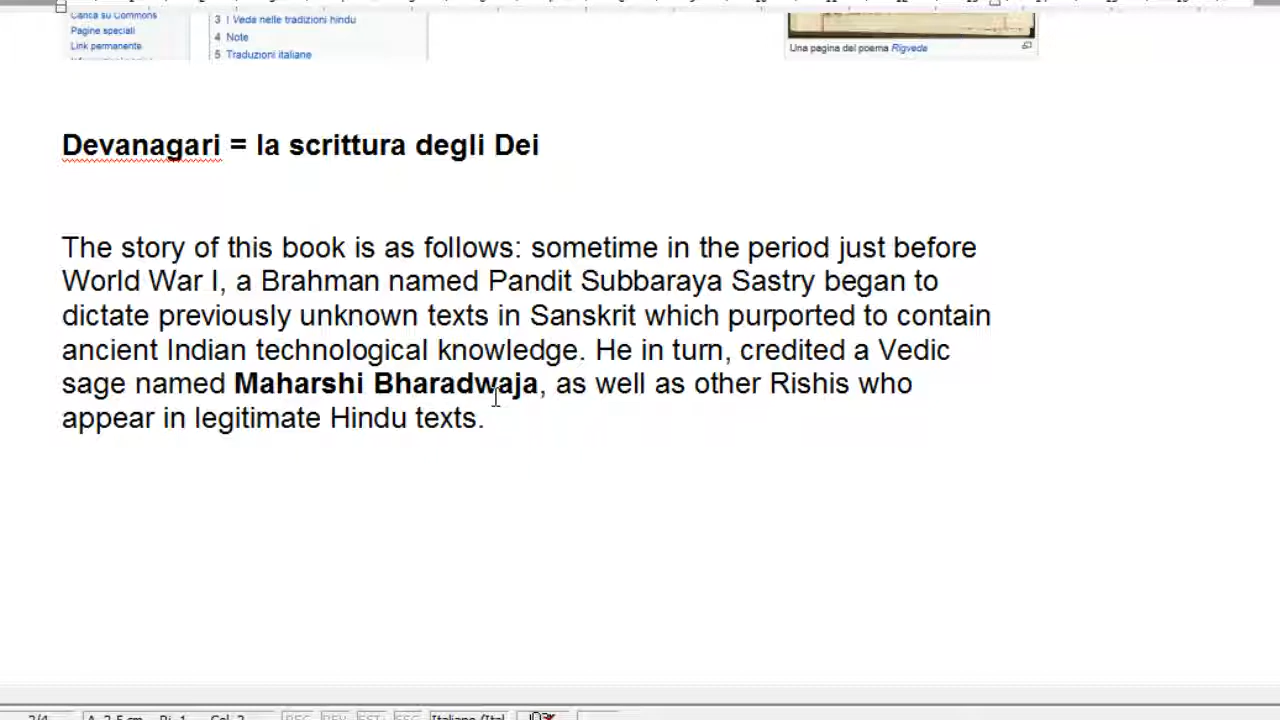 Carica su Commons
Pagine speciali
Link permanente
3 I Veda nelle tradizioni hindu
4 Note
5 Traduzioni italiane
Una pagina del poema Rigveda
Devanagari = la scrittura degli Dei
The story of this book is as follows: sometime in the period just before
World War I, a Brahman named Pandit Subbaraya Sastry began to
dictate previously unknown texts in Sanskrit which purported to contain
ancient Indian technological knowledge. He in turn, credited a Vedic
sage named Maharshi Bharadwaja, as well as other Rishis who
appear in legitimate Hindu texts.